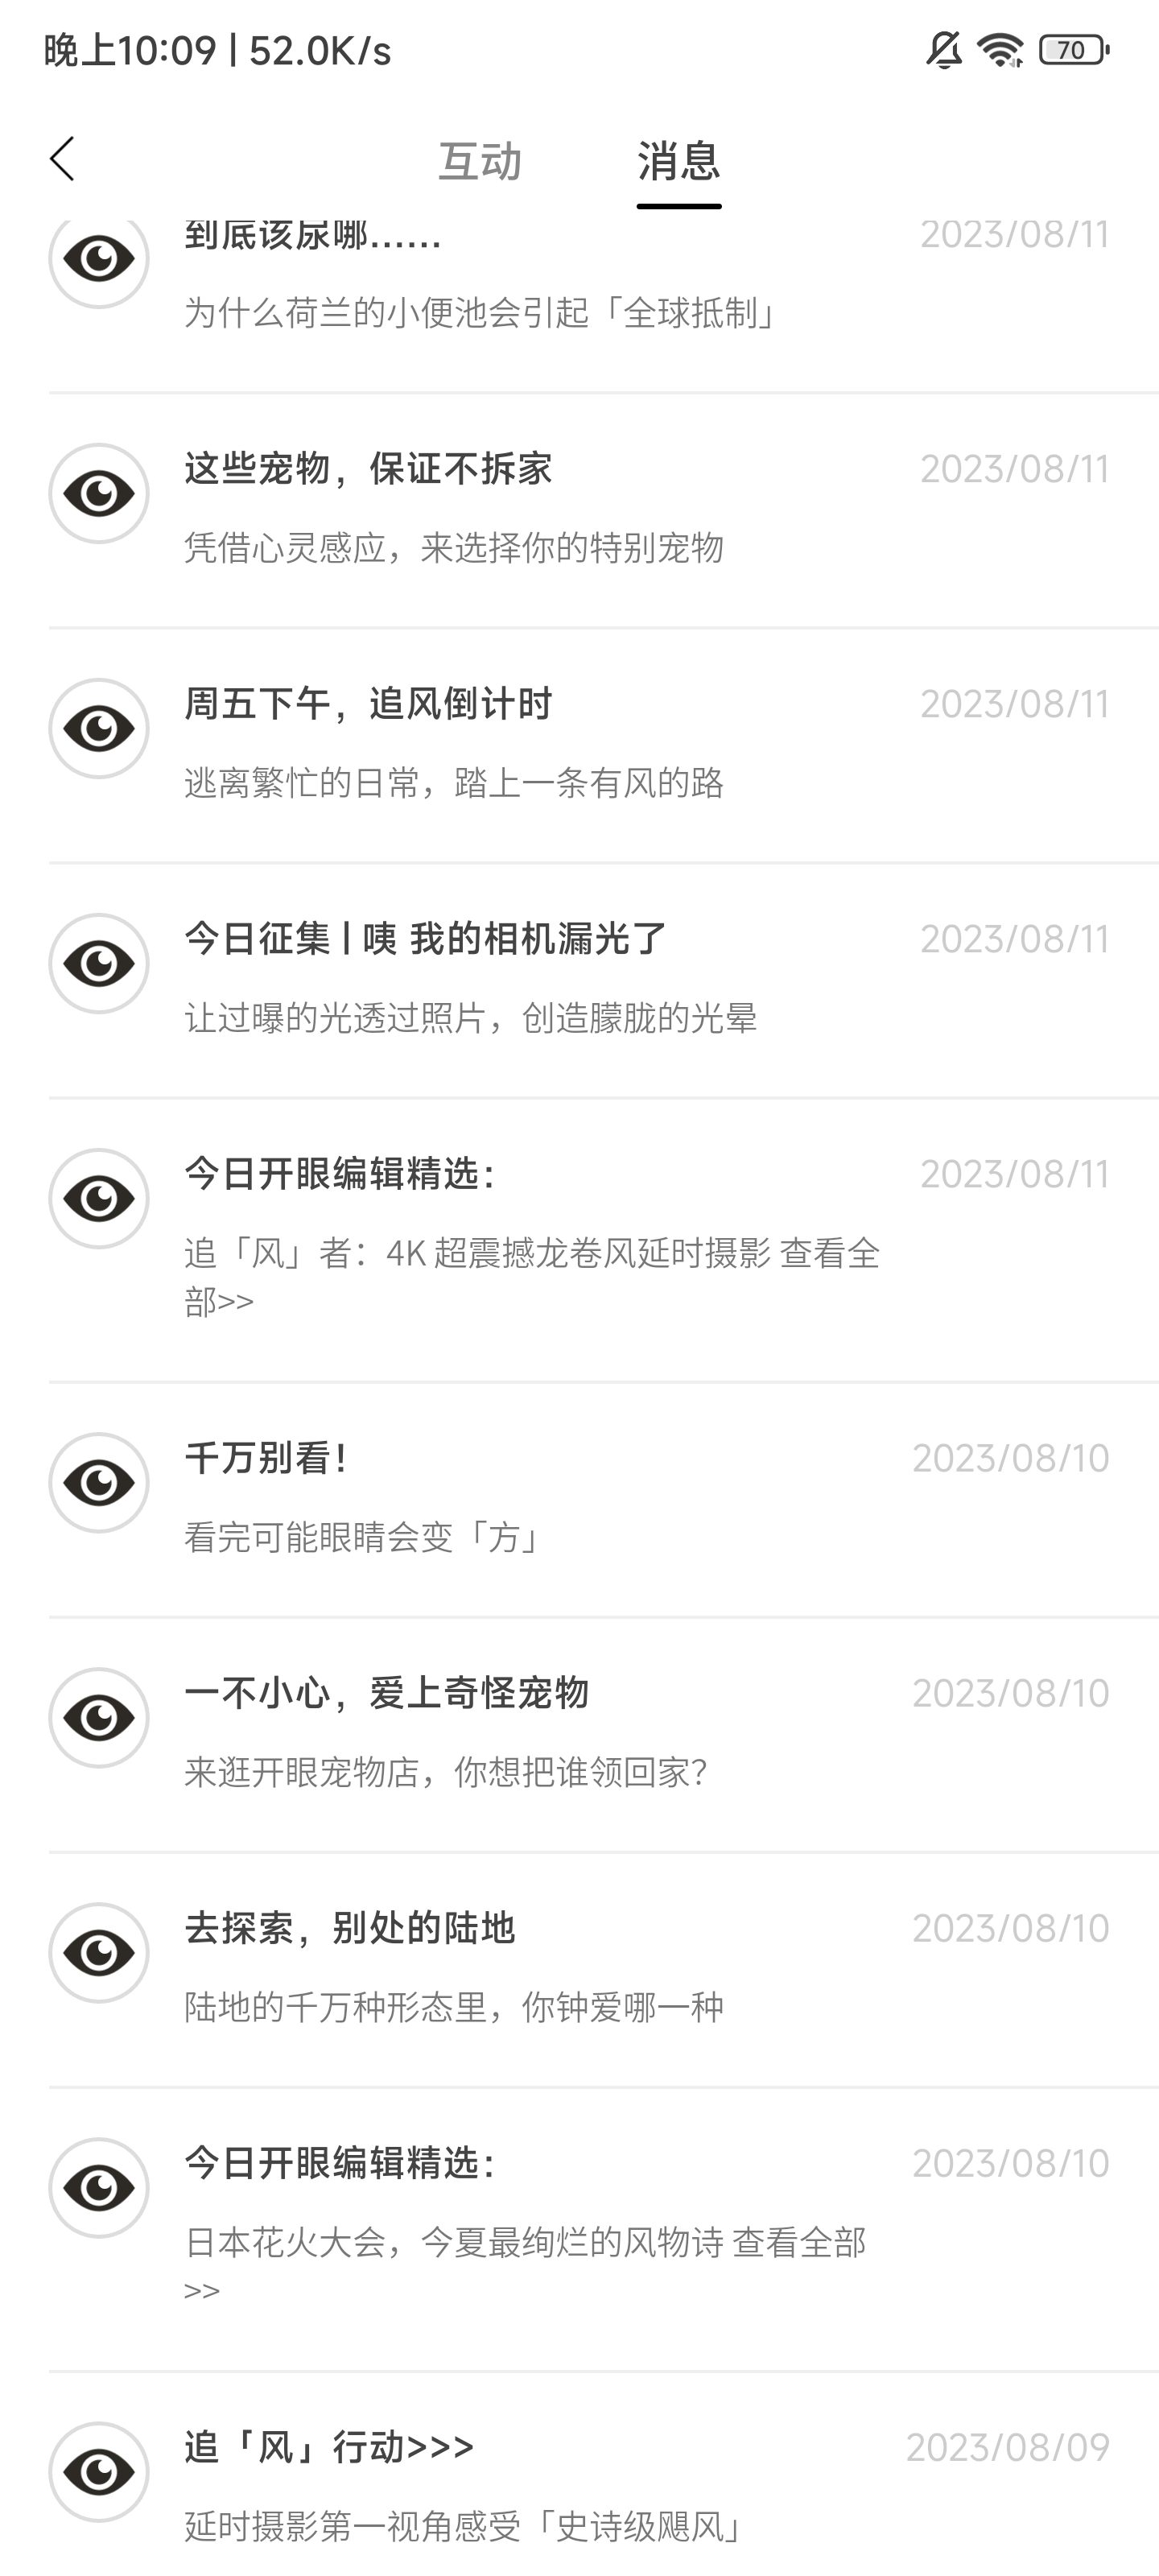 晚上10:09 | 52.0K/s
70
互动 消息
到底该尿哪…… 2023/08/11
为什么荷兰的小便池会引起「全球抵制」
这些宠物，保证不拆家 2023/08/11
凭借心灵感应，来选择你的特别宠物
周五下午，追风倒计时 2023/08/11
逃离繁忙的日常，踏上一条有风的路
今日征集 | 咦 我的相机漏光了 2023/08/11
让过曝的光透过照片，创造朦胧的光晕
今日开眼编辑精选： 2023/08/11
追「风」者：4K 超震撼龙卷风延时摄影 查看全
部>>
千万别看！ 2023/08/10
看完可能眼睛会变「方」
一不小心，爱上奇怪宠物 2023/08/10
来逛开眼宠物店，你想把谁领回家？
去探索，别处的陆地 2023/08/10
陆地的千万种形态里，你钟爱哪一种
今日开眼编辑精选： 2023/08/10
日本花火大会，今夏最绚烂的风物诗 查看全部
>>
追「风」行动>>> 2023/08/09
延时摄影第一视角感受「史诗级飓风」